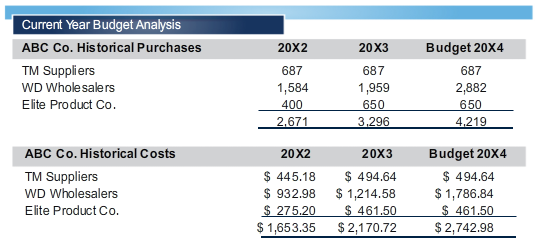 Current Year Budget Analysis
ABC Co. Historical Purchases 20X2 20X3 Budget 20X4
TM Suppliers 687 687 687
WD Wholesalers 1,584 1,959 2,882
Elite Product Co. 400 650 650
2,671 3,296 4,219
ABC Co. Historical Costs 20X2 20X3 Budget 20X4
TM Suppliers $ 445.18 $ 494.64 $ 494.64
WD Wholesalers $ 932.98 $ 1,214.58 $ 1,786.84
Elite Product Co. $ 275.20 $ 461.50 $ 461.50
$ 1,653.35 $ 2,170.72 $ 2,742.98